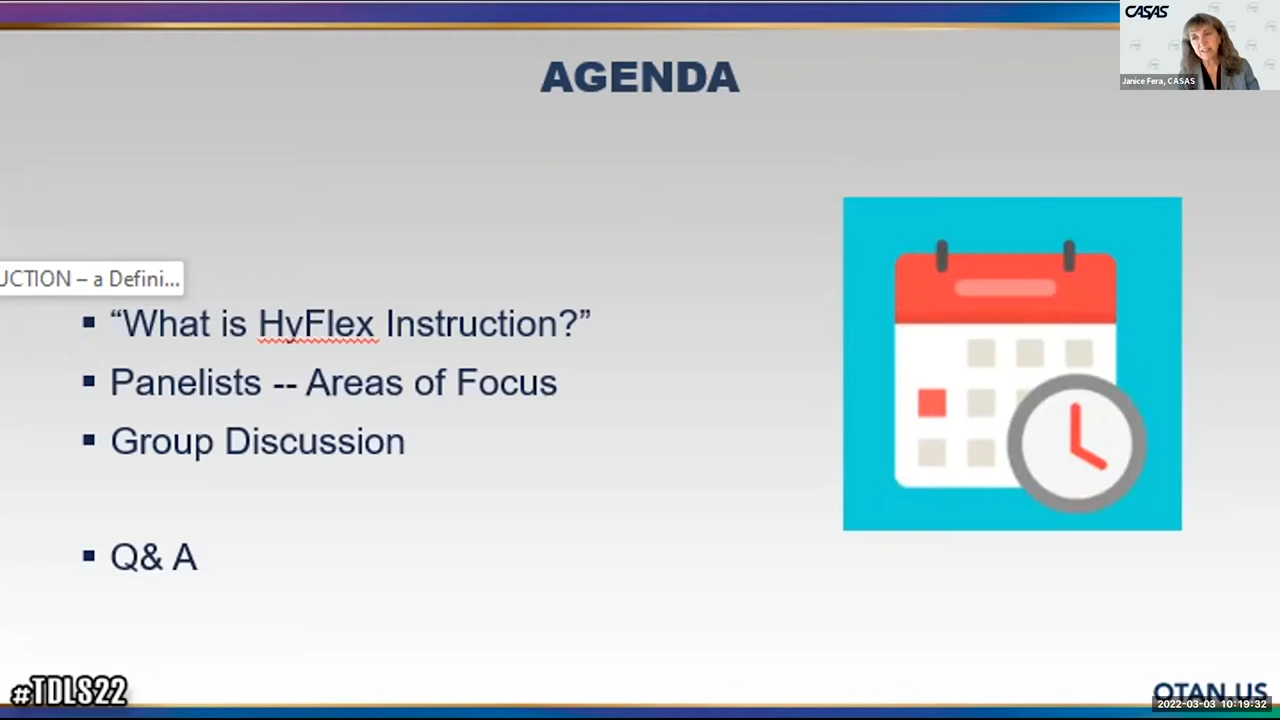 CASAS
Janice Fera, CASAS
AGENDA
UCTION – a Defini...
▪ “What is HyFlex Instruction?”
▪ Panelists -- Areas of Focus
▪ Group Discussion
▪ Q& A
#TDLS22
OTAN.US
2022-03-03 10:19:32